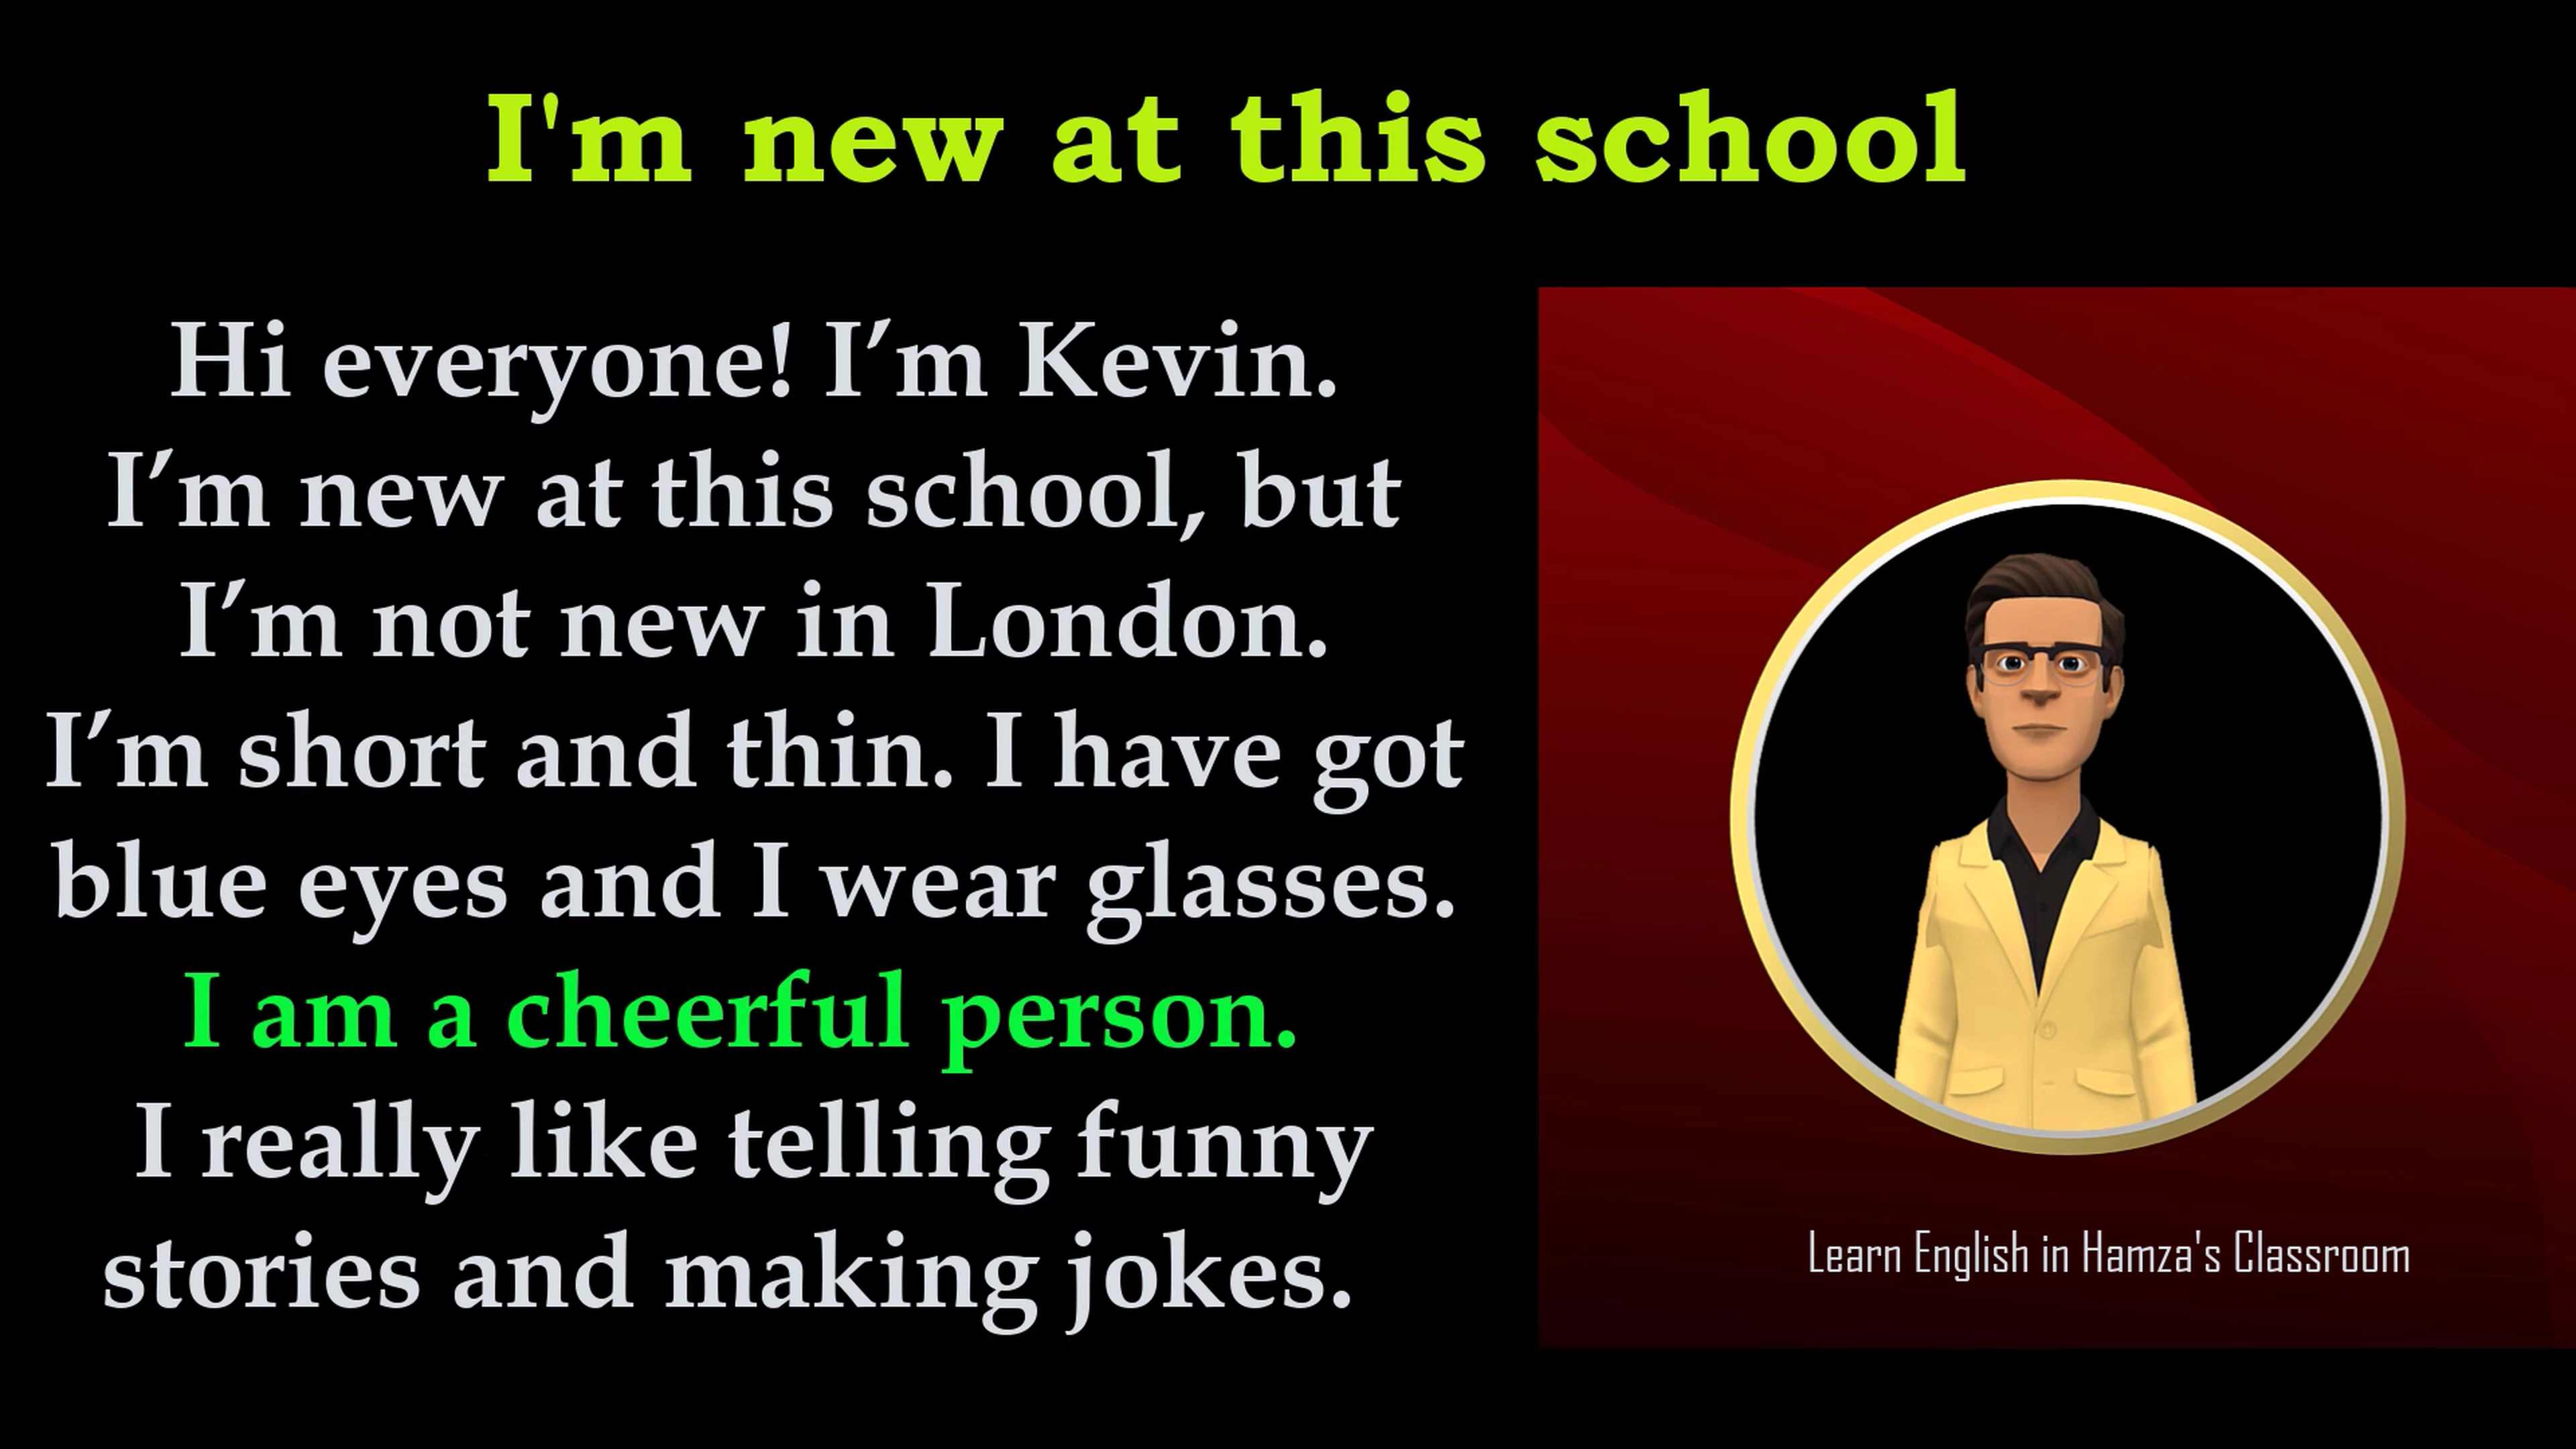 I'm new at this school
Hi everyone! I’m Kevin.
I’m new at this school, but
I’m not new in London.
I’m short and thin. I have got
blue eyes and I wear glasses.
I am a cheerful person.
I really like telling funny
stories and making jokes.
Learn English in Hamza's Classroom